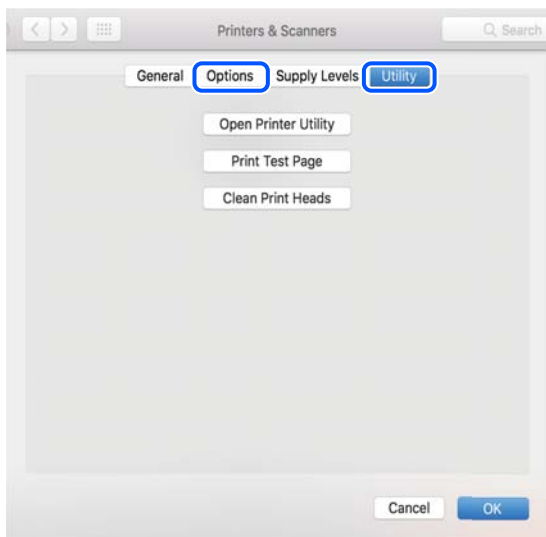 Printers & Scanners Search
General Options Supply Levels Utility
Open Printer Utility
Print Test Page
Clean Print Heads
Cancel OK